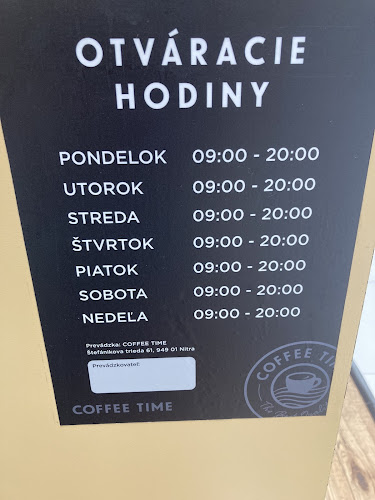 OTVÁRACIE
HODINY
PONDELOK 09:00 - 20:00
UTOROK 09:00 - 20:00
STREDA 09:00 - 20:00
ŠTVRTOK 09:00 - 20:00
PIATOK 09:00 - 20:00
SOBOTA 09:00 - 20:00
NEDEĽA 09:00 - 20:00
Prevádzka: COFFEE TIME
Štefánikova trieda 61, 949 01 Nitra
Prevádzkovateľ:
COFFEE TIME
COFFEE
The